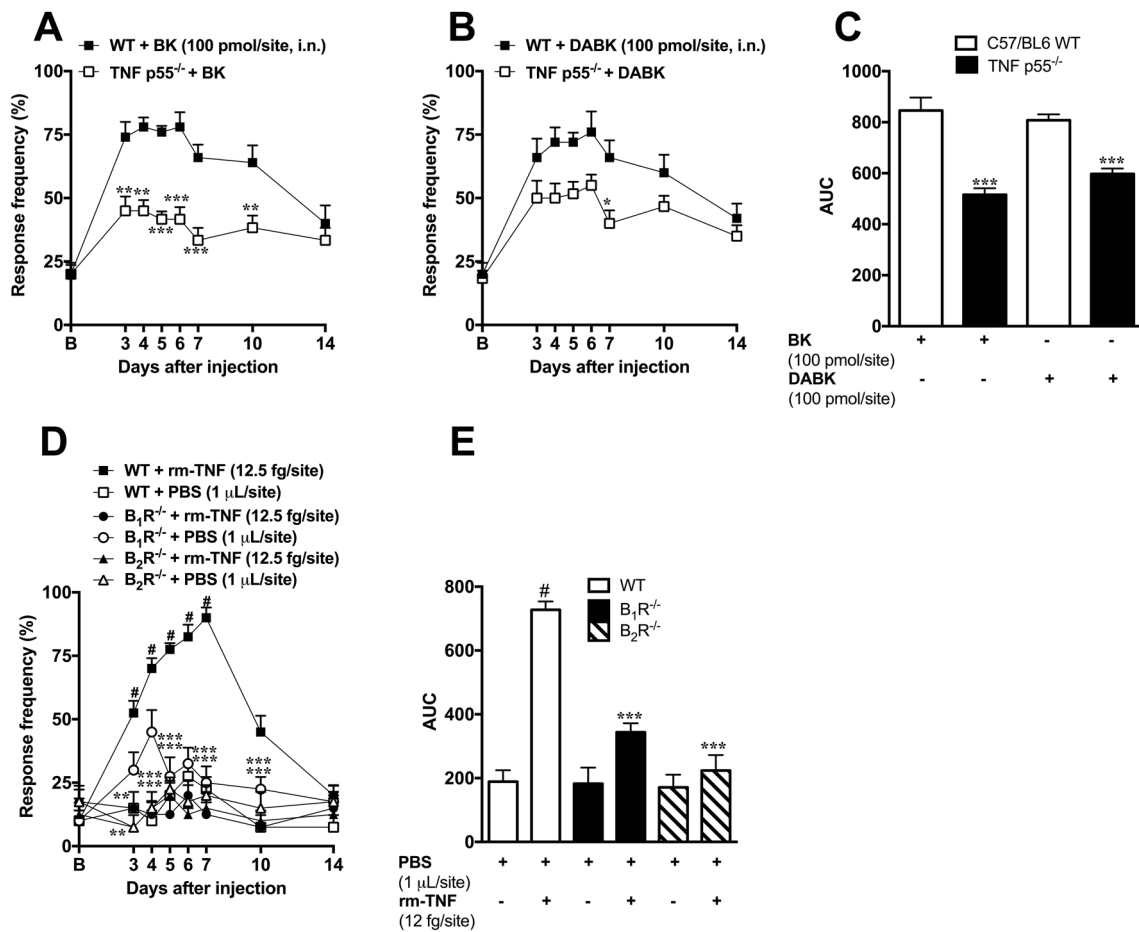 A
WT + BK (100 pmol/site, i.n.)
TNF p55-/- + BK
Response frequency (%)
100
75
50
25
0
** ** *** *** *** **
B 3 4 5 6 7 10 14
Days after injection
B
WT + DABK (100 pmol/site, i.n.)
TNF p55-/- + DABK
Response frequency (%)
100
75
50
25
0
*
B 3 4 5 6 7 10 14
Days after injection
C
C57/BL6 WT
TNF p55-/-
AUC
1000
800
600
400
200
0
*** ***
BK + + - -
(100 pmol/site)
DABK - - + +
(100 pmol/site)
D
WT + rm-TNF (12.5 fg/site)
WT + PBS (1 μL/site)
B1R-/- + rm-TNF (12.5 fg/site)
B1R-/- + PBS (1 μL/site)
B2R-/- + rm-TNF (12.5 fg/site)
B2R-/- + PBS (1 μL/site)
Response frequency (%)
100
75
50
25
0
# # # # #
*** *** *** ***
*** *** *** ***
**
**
B 3 4 5 6 7 10 14
Days after injection
E
WT
B1R-/-
B2R-/-
AUC
800
600
400
200
0
# *** ***
PBS + + + + + +
(1 μL/site)
rm-TNF - + - + - +
(12 fg/site)